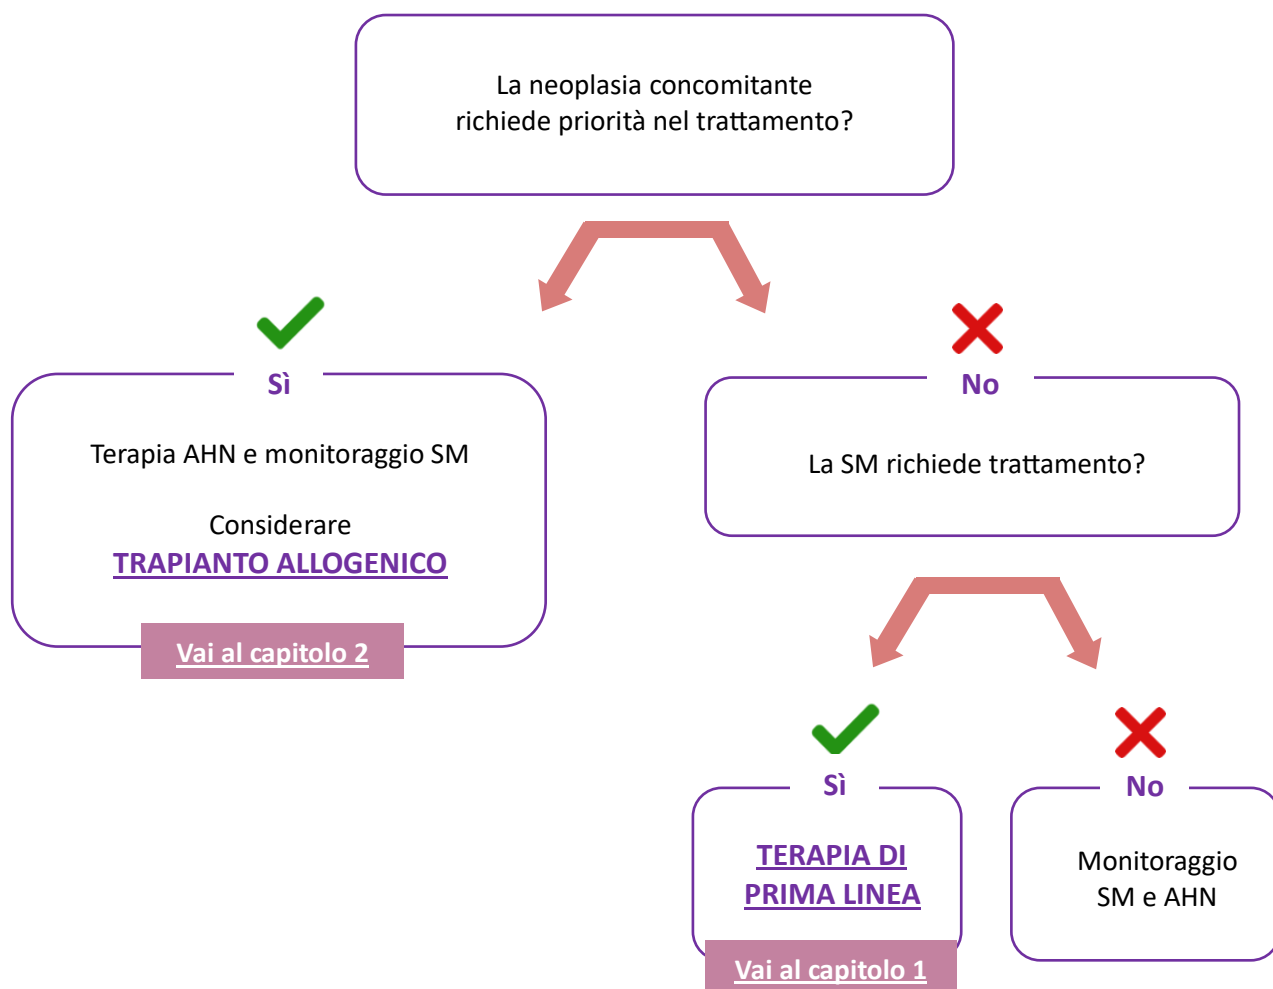 La neoplasia concomitante
richiede priorità nel trattamento?
Sì
Terapia AHN e monitoraggio SM
Considerare
TRAPIANTO ALLOGENICO
Vai al capitolo 2
No
La SM richiede trattamento?
Sì
TERAPIA DI
PRIMA LINEA
Vai al capitolo 1
No
Monitoraggio
SM e AHN